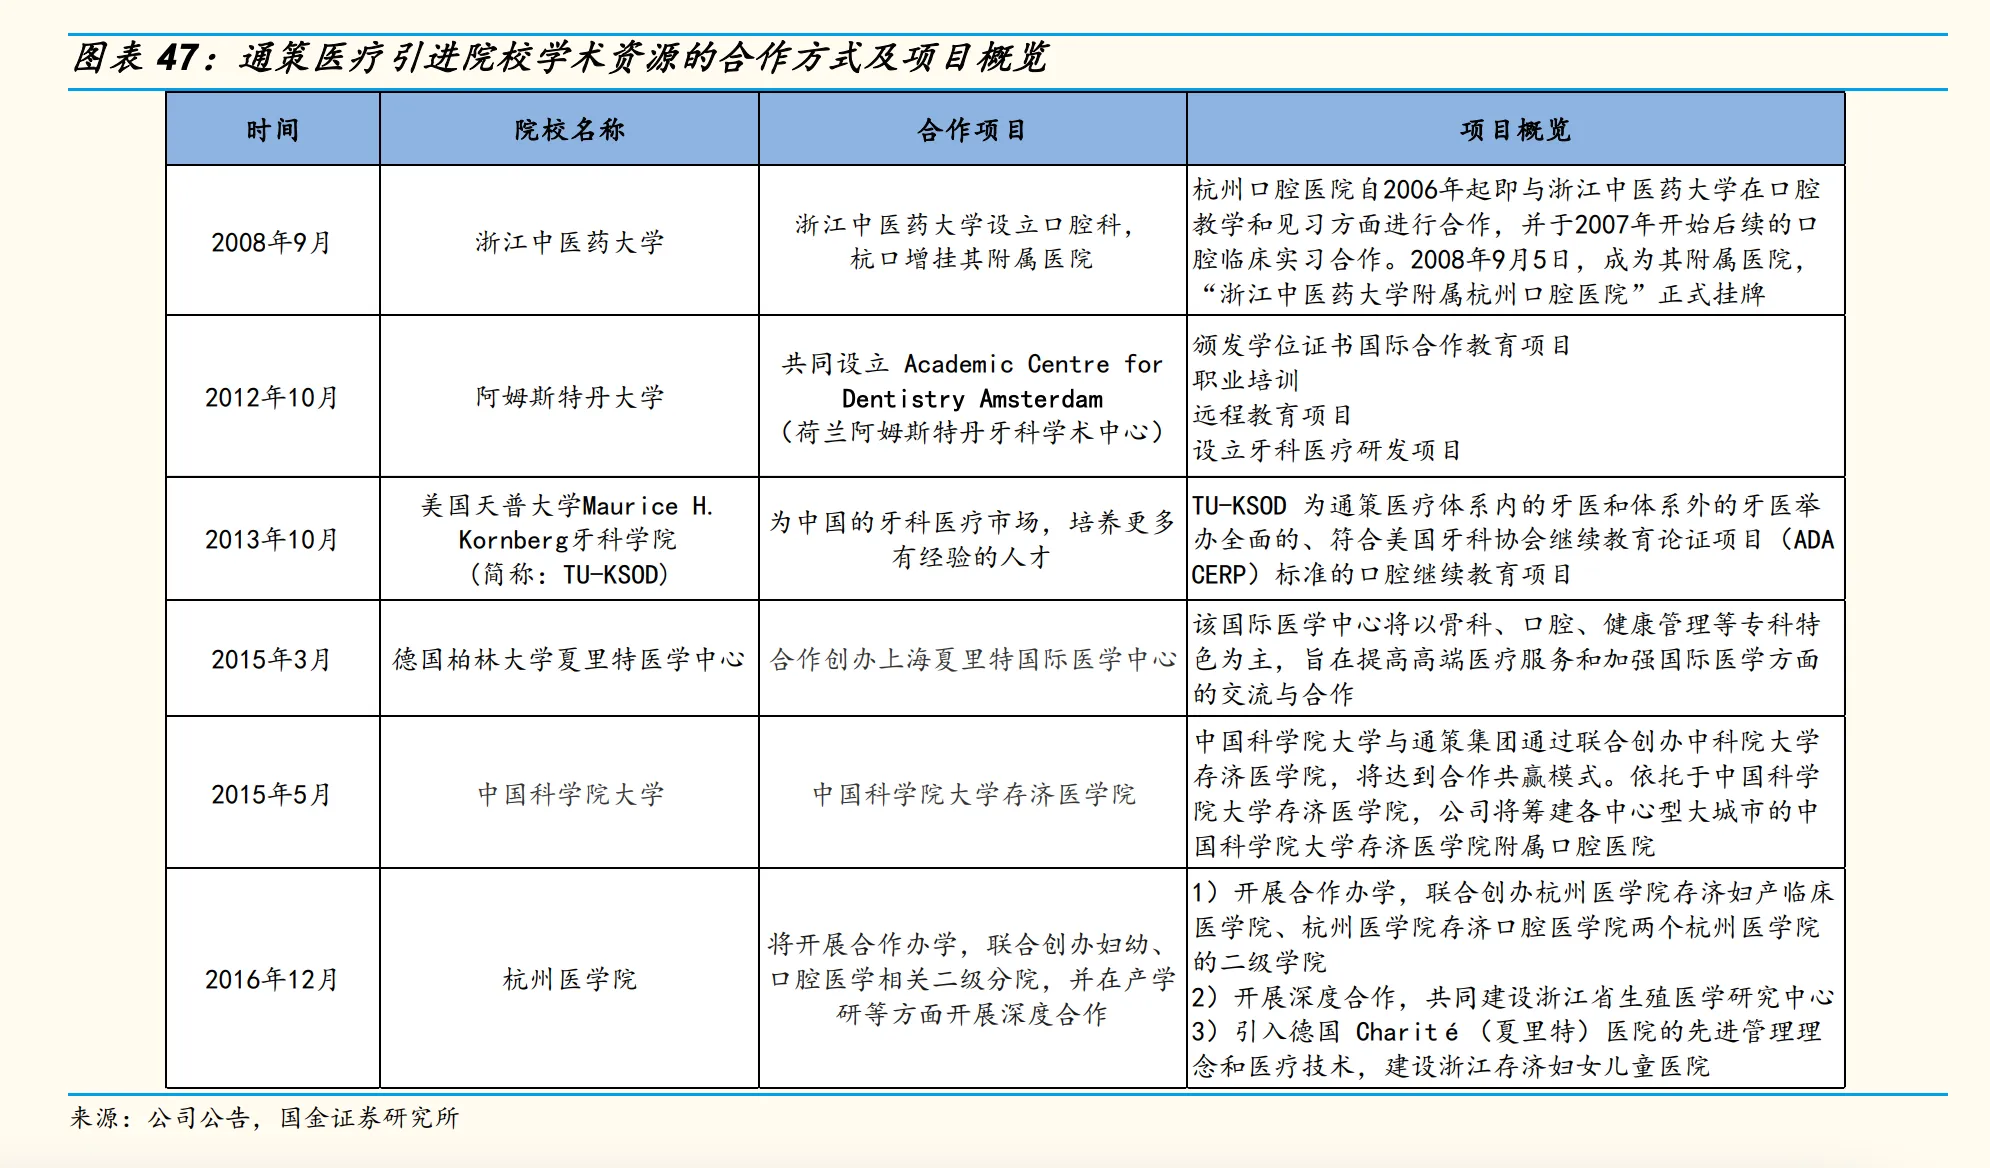 图表 47：通策医疗引进院校学术资源的合作方式及项目概览
时间 院校名称 合作项目 项目概览
2008年9月
浙江中医药大学
浙江中医药大学设立口腔科，
杭口增挂其附属医院
杭州口腔医院自2006年起即与浙江中医药大学在口腔
教学和见习方面进行合作，并于2007年开始后续的口
腔临床实习合作。2008年9月5日，成为其附属医院，
“浙江中医药大学附属杭州口腔医院”正式挂牌
2012年10月
阿姆斯特丹大学
共同设立 Academic Centre for
Dentistry Amsterdam
（荷兰阿姆斯特丹牙科学术中心）
颁发学位证书国际合作教育项目
职业培训
远程教育项目
设立牙科医疗研发项目
2013年10月
美国天普大学Maurice H.
Kornberg牙科学院
(简称：TU-KSOD)
为中国的牙科医疗市场，培养更多
有经验的人才
TU-KSOD 为通策医疗体系内的牙医和体系外的牙医举
办全面的、符合美国牙科协会继续教育论证项目（ADA
CERP）标准的口腔继续教育项目
2015年3月
德国柏林大学夏里特医学中心
合作创办上海夏里特国际医学中心
该国际医学中心将以骨科、口腔、健康管理等专科特
色为主，旨在提高高端医疗服务和加强国际医学方面
的交流与合作
2015年5月
中国科学院大学
中国科学院大学存济医学院
中国科学院大学与通策集团通过联合创办中科院大学
存济医学院，将达到合作共赢模式。依托于中国科学
院大学存济医学院，公司将筹建各中心型大城市的中
国科学院大学存济医学院附属口腔医院
2016年12月
杭州医学院
将开展合作办学，联合创办妇幼、
口腔医学相关二级分院，并在产学
研等方面开展深度合作
1）开展合作办学，联合创办杭州医学院存济妇产临床
医学院、杭州医学院存济口腔医学院两个杭州医学院
的二级学院
2）开展深度合作，共同建设浙江省生殖医学研究中心
3）引入德国 Charité（夏里特）医院的先进管理理
念和医疗技术，建设浙江存济妇女儿童医院
来源：公司公告，国金证券研究所